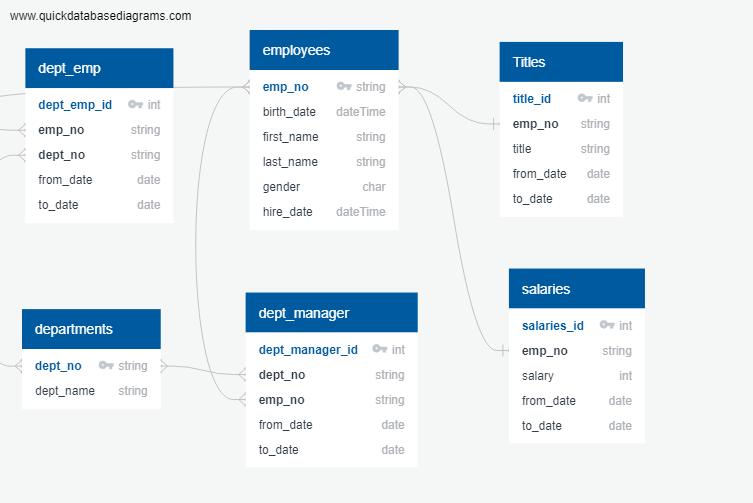 www.quickdatabasediagrams.com
dept_emp
dept_emp_id int
emp_no string
dept_no string
from_date date
to_date date
employees
emp_no string
birth_date dateTime
first_name string
last_name string
gender char
hire_date dateTime
Titles
title_id int
emp_no string
title string
from_date date
to_date date
departments
dept_no string
dept_name string
dept_manager
dept_manager_id int
dept_no string
emp_no string
from_date date
to_date date
salaries
salaries_id int
emp_no string
salary int
from_date date
to_date date